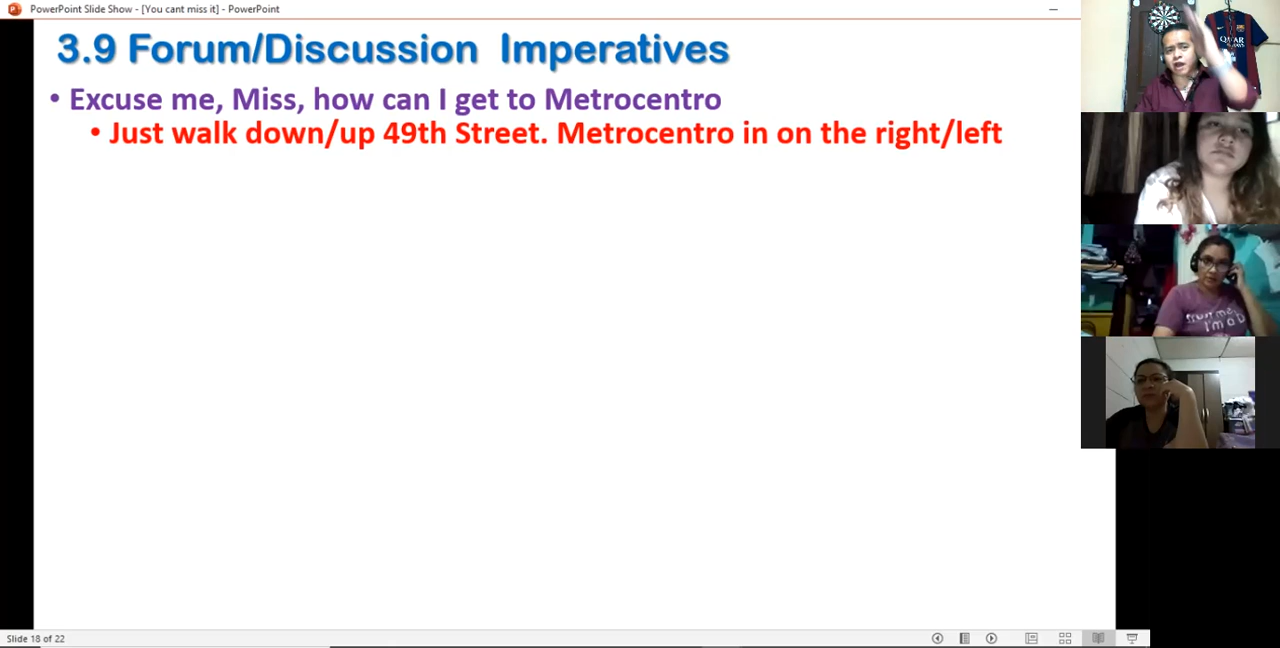 PowerPoint Slide Show - [You cant miss it] - PowerPoint
3.9 Forum/Discussion Imperatives
• Excuse me, Miss, how can I get to Metrocentro
• Just walk down/up 49th Street. Metrocentro in on the right/left
QATAR
I'm a
Slide 18 of 22